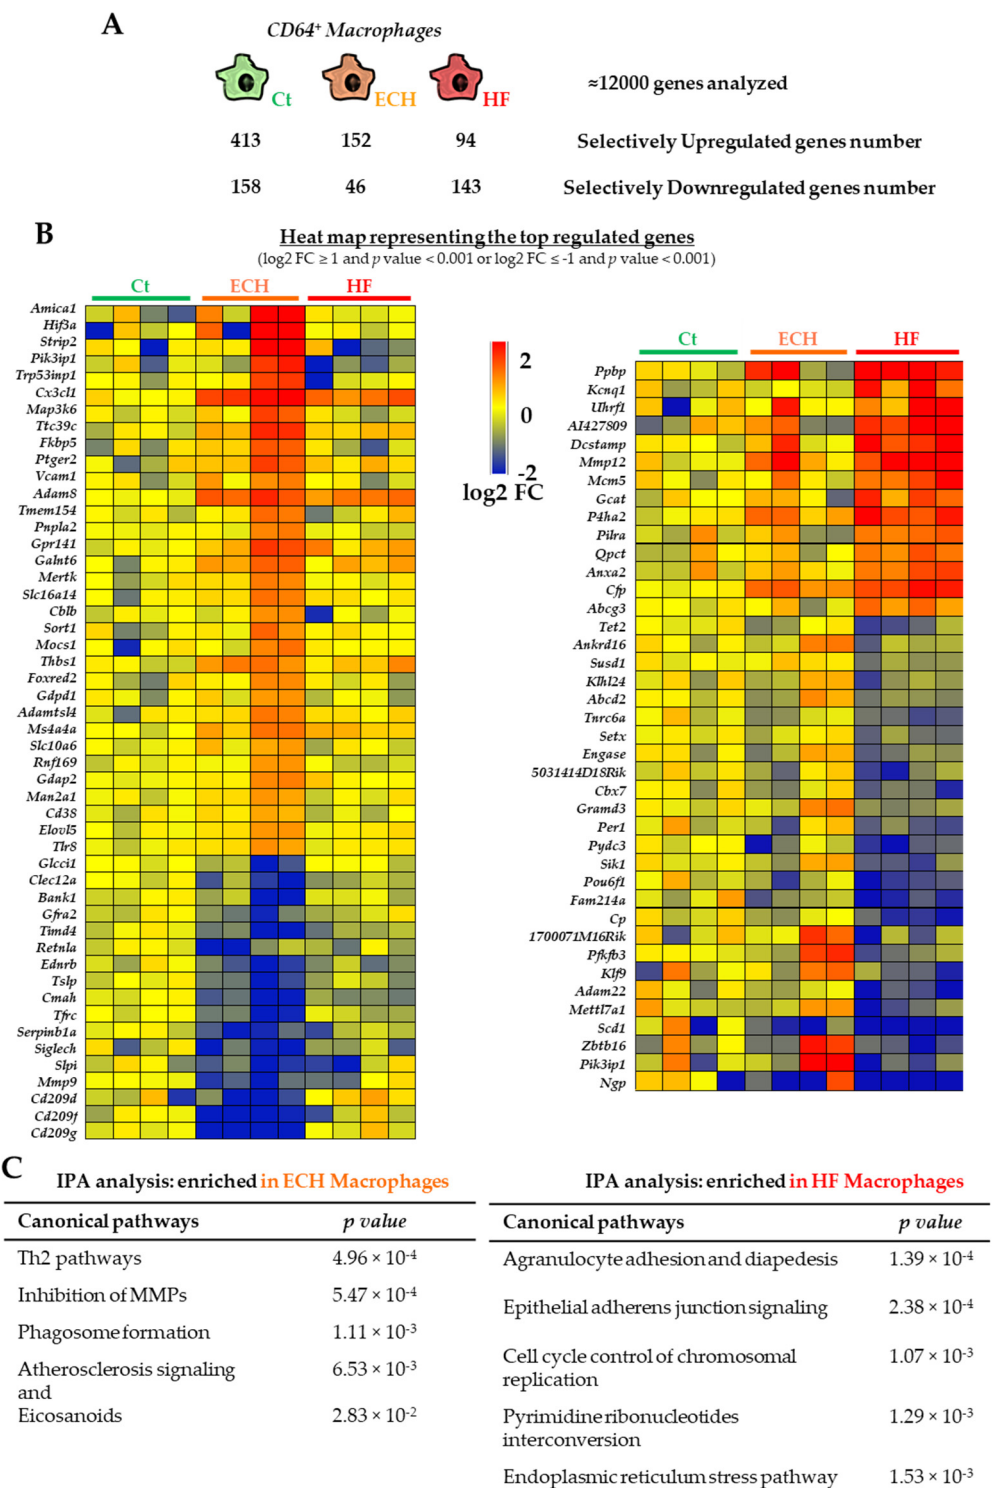 A
CD64+ Macrophages
Ct
ECH
HF
≈12000 genes analyzed
413 152 94 Selectively Upregulated genes number
158 46 143 Selectively Downregulated genes number
B
Heat map representing the top regulated genes
(log2 FC ≥ 1 and p value < 0.001 or log2 FC ≤ -1 and p value < 0.001)
Ct ECH HF
Amica1
Hif3a
Strip2
Pik3ip1
Trp53inp1
Cx3cl1
Map3k6
Ttc39c
Fkbp5
Ptger2
Vcam1
Adam8
Tmem154
Pnpla2
Gpr141
Galnt6
Mertk
Slc16a14
Cblb
Sort1
Mocs1
Thbs1
Foxred2
Gdpd1
Adamtsl4
Ms4a4a
Slc10a6
Rnf169
Gdap2
Man2a1
Cd38
Elovl5
Tlr8
Glcci1
Clec12a
Bank1
Gfra2
Timd4
Retnla
Ednrb
Tslp
Cmah
Tfrc
Serpinb1a
Siglech
Slpi
Mmp9
Cd209d
Cd209f
Cd209g
2
0
-2
log2 FC
Ct ECH HF
Ppbp
Kcnq1
Uhrf1
AI427809
Dcstamp
Mmp12
Mcm5
Gcat
P4ha2
Pilra
Qpct
Anxa2
Cfp
Abcg3
Tet2
Ankrd16
Susd1
Klhl24
Abcd2
Tnrc6a
Setx
Engase
5031414D18Rik
Cbx7
Gramd3
Per1
Pydc3
Sik1
Pou6f1
Fam214a
Cp
1700071M16Rik
Pfkfb3
Klf9
Adam22
Mettl7a1
Scd1
Zbtb16
Pik3ip1
Ngp
C
IPA analysis: enriched in ECH Macrophages
Canonical pathways p value
Th2 pathways 4.96 × 10-4
Inhibition of MMPs 5.47 × 10-4
Phagosome formation 1.11 × 10-3
Atherosclerosis signaling 6.53 × 10-3
and
Eicosanoids 2.83 × 10-2
IPA analysis: enriched in HF Macrophages
Canonical pathways p value
Agranulocyte adhesion and diapedesis 1.39 × 10-4
Epithelial adherens junction signaling 2.38 × 10-4
Cell cycle control of chromosomal 1.07 × 10-3
replication
Pyrimidine ribonucleotides 1.29 × 10-3
interconversion
Endoplasmic reticulum stress pathway 1.53 × 10-3